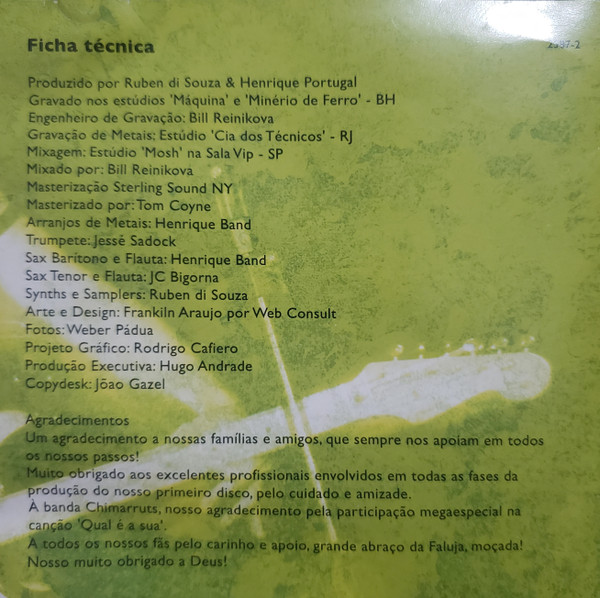 Ficha técnica
2597-2
Produzido por Ruben di Souza & Henrique Portugal
Gravado nos estúdios 'Máquina' e 'Minério de Ferro' - BH
Engenheiro de Gravação: Bill Reinikova
Gravação de Metais: Estúdio 'Cia dos Técnicos' - RJ
Mixagem: Estúdio 'Mosh' na Sala Vip - SP
Mixado por: Bill Reinikova
Masterização Sterling Sound NY
Masterizado por: Tom Coyne
Arranjos de Metais: Henrique Band
Trumpete: Jessé Sadock
Sax Barítono e Flauta: Henrique Band
Sax Tenor e Flauta: JC Bigorna
Synths e Samplers: Ruben di Souza
Arte e Design: Frankiln Araujo por Web Consult
Fotos: Weber Pádua
Projeto Gráfico: Rodrigo Cafiero
Produção Executiva: Hugo Andrade
Copydesk: Jõao Gazel
Agradecimentos
Um agradecimento a nossas famílias e amigos, que sempre nos apoiam em todos
os nossos passos!
Muito obrigado aos excelentes profissionais envolvidos em todas as fases da
produção do nosso primeiro disco, pelo cuidado e amizade.
À banda Chimarruts, nosso agradecimento pela participação megaespecial na
canção 'Qual é a sua'.
A todos os nossos fãs pelo carinho e apoio, grande abraço da Faluja, moçada!
Nosso muito obrigado a Deus!